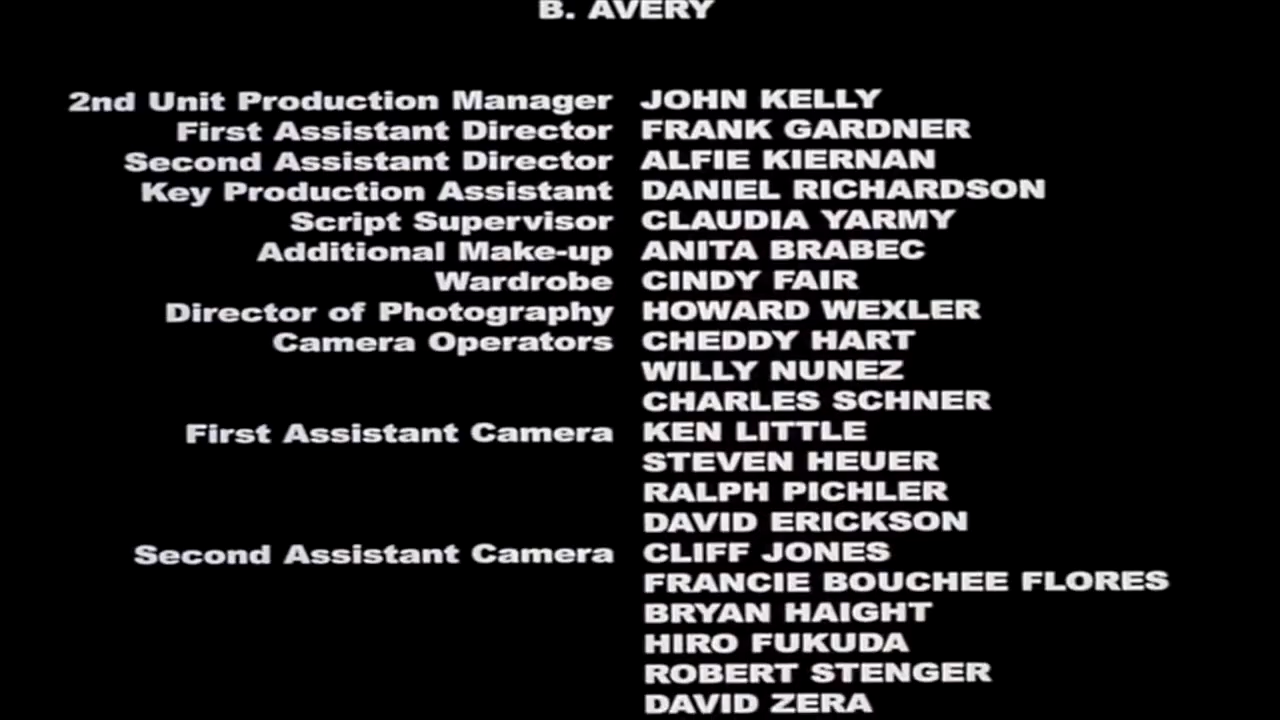 B. AVERY
2nd Unit Production Manager JOHN KELLY
First Assistant Director FRANK GARDNER
Second Assistant Director ALFIE KIERNAN
Key Production Assistant DANIEL RICHARDSON
Script Supervisor CLAUDIA YARMY
Additional Make-up ANITA BRABEC
Wardrobe CINDY FAIR
Director of Photography HOWARD WEXLER
Camera Operators CHEDDY HART
WILLY NUNEZ
CHARLES SCHNER
First Assistant Camera KEN LITTLE
STEVEN HEUER
RALPH PICHLER
DAVID ERICKSON
Second Assistant Camera CLIFF JONES
FRANCIE BOUCHEE FLORES
BRYAN HAIGHT
HIRO FUKUDA
ROBERT STENGER
DAVID ZERA